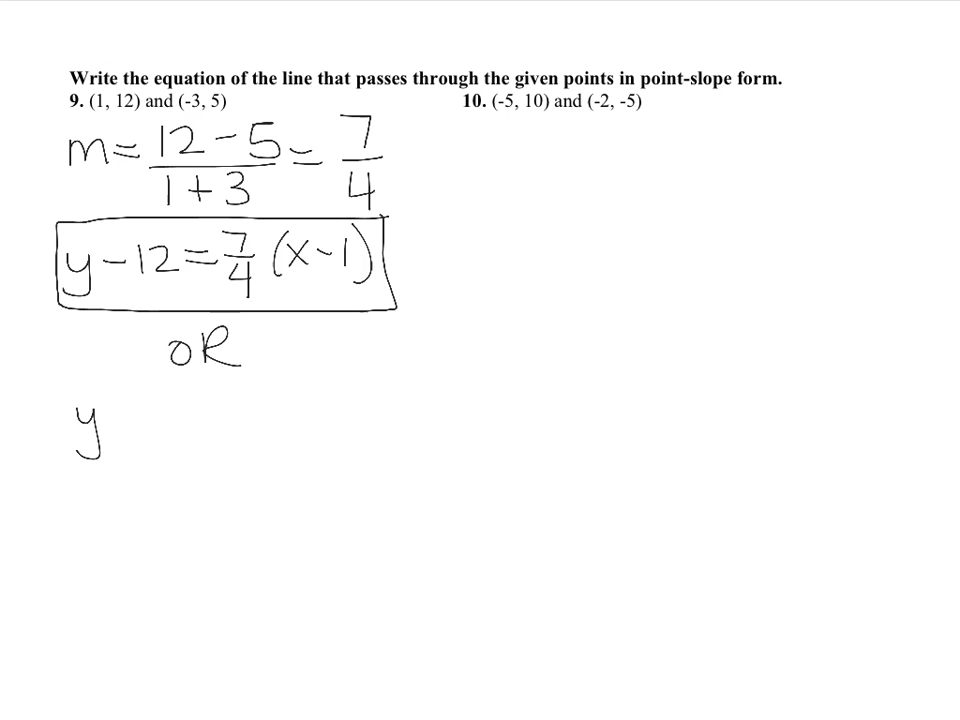 Write the equation of the line that passes through the given points in point-slope form.
9. (1, 12) and (-3, 5)
10. (-5, 10) and (-2, -5)
m = 12 - 5 / 1 + 3 = 7 / 4
y - 12 = 7/4 (x - 1)
OR
y